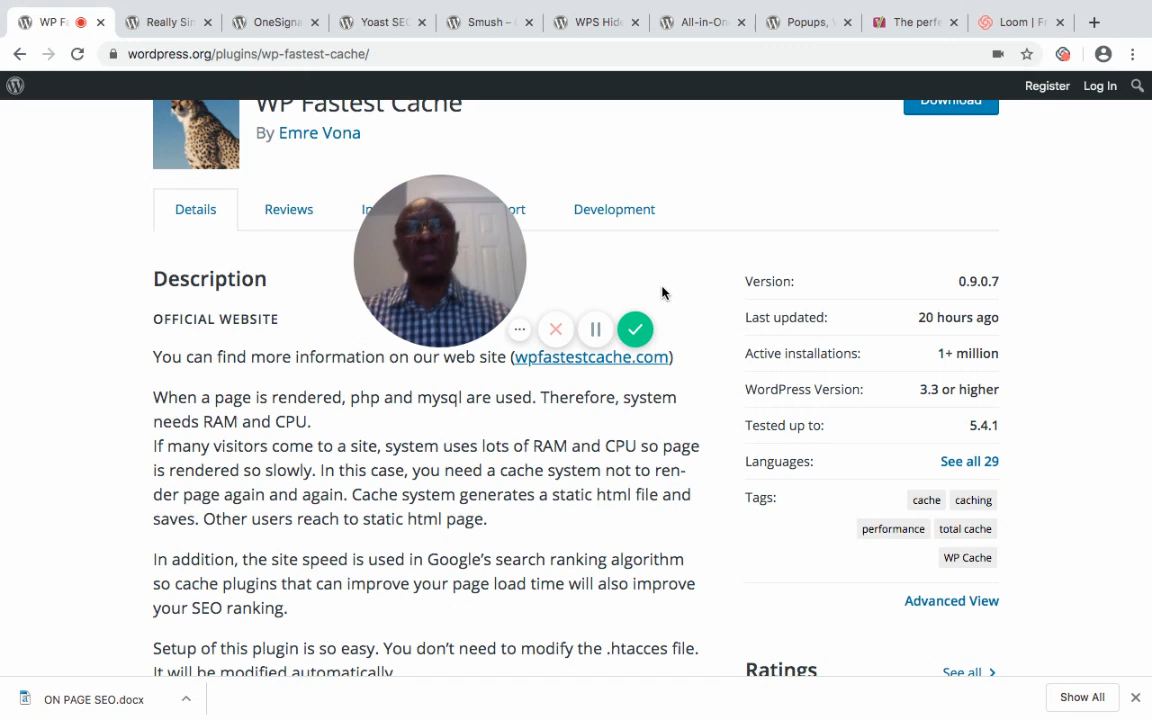 WP F
Really Sin
OneSigna
Yoast SEO
Smush –
WPS Hid
All-in-On
Popups,
The perfe
Loom | Fr
wordpress.org/plugins/wp-fastest-cache/
Register Log In
WP Fastest Cache
Download
By Emre Vona
Details Reviews In ort Development
Description
OFFICIAL WEBSITE
You can find more information on our web site (wpfastestcache.com)
When a page is rendered, php and mysql are used. Therefore, system
needs RAM and CPU.
If many visitors come to a site, system uses lots of RAM and CPU so page
is rendered so slowly. In this case, you need a cache system not to ren-
der page again and again. Cache system generates a static html file and
saves. Other users reach to static html page.
In addition, the site speed is used in Google's search ranking algorithm
so cache plugins that can improve your page load time will also improve
your SEO ranking.
Setup of this plugin is so easy. You don't need to modify the .htacces file.
It will be modified automatically.
Version: 0.9.0.7
Last updated: 20 hours ago
Active installations: 1+ million
WordPress Version: 3.3 or higher
Tested up to: 5.4.1
Languages: See all 29
Tags: cache caching
performance total cache
WP Cache
Advanced View
Ratings See all
ON PAGE SEO.docx
Show All